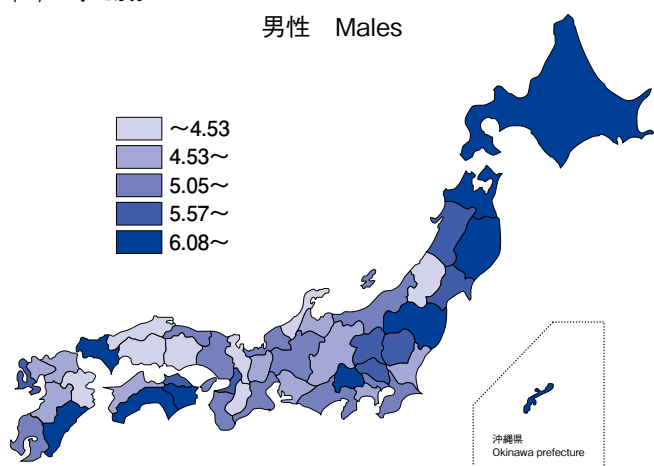 男性 Males
〜4.53
4.53〜
5.05〜
5.57〜
6.08〜
沖縄県
Okinawa prefecture